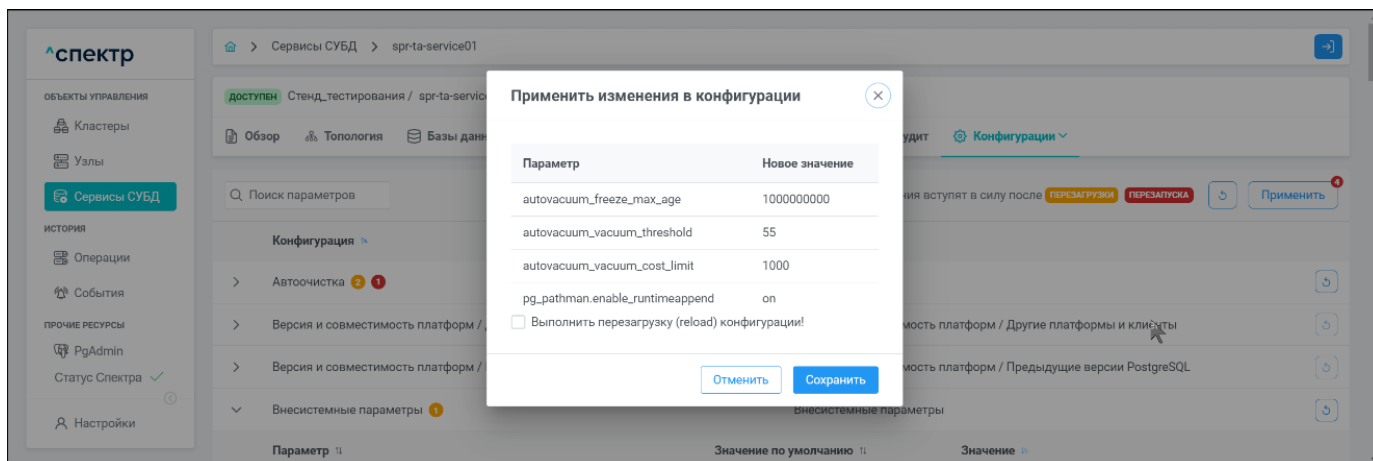 ^спектр
Сервисы СУБД > spr-ta-service01
ОБЪЕКТЫ УПРАВЛЕНИЯ
Кластеры
Узлы
Сервисы СУБД
ИСТОРИЯ
Операции
События
ПРОЧИЕ РЕСУРСЫ
PgAdmin
Статус Спектра
Настройки
ДОСТУПЕН Стенд_тестирования / spr-ta-service
Обзор Топология Базы данн
удит Конфигурации
Поиск параметров
ния вступят в силу после ПЕРЕЗАГРУЗКИ ПЕРЕЗАПУСКА Применить 4
Конфигурация
Автоочистка 2 1
Версия и совместимость платформ /
мость платформ / Другие платформы и клиенты
Версия и совместимость платформ /
мость платформ / Предыдущие версии PostgreSQL
Внесистемные параметры 1
Внесистемные параметры
Параметр Значение по умолчанию Значение
Применить изменения в конфигурации
Параметр Новое значение
autovacuum_freeze_max_age 1000000000
autovacuum_vacuum_threshold 55
autovacuum_vacuum_cost_limit 1000
pg_pathman.enable_runtimeappend on
Выполнить перезагрузку (reload) конфигурации!
Отменить Сохранить